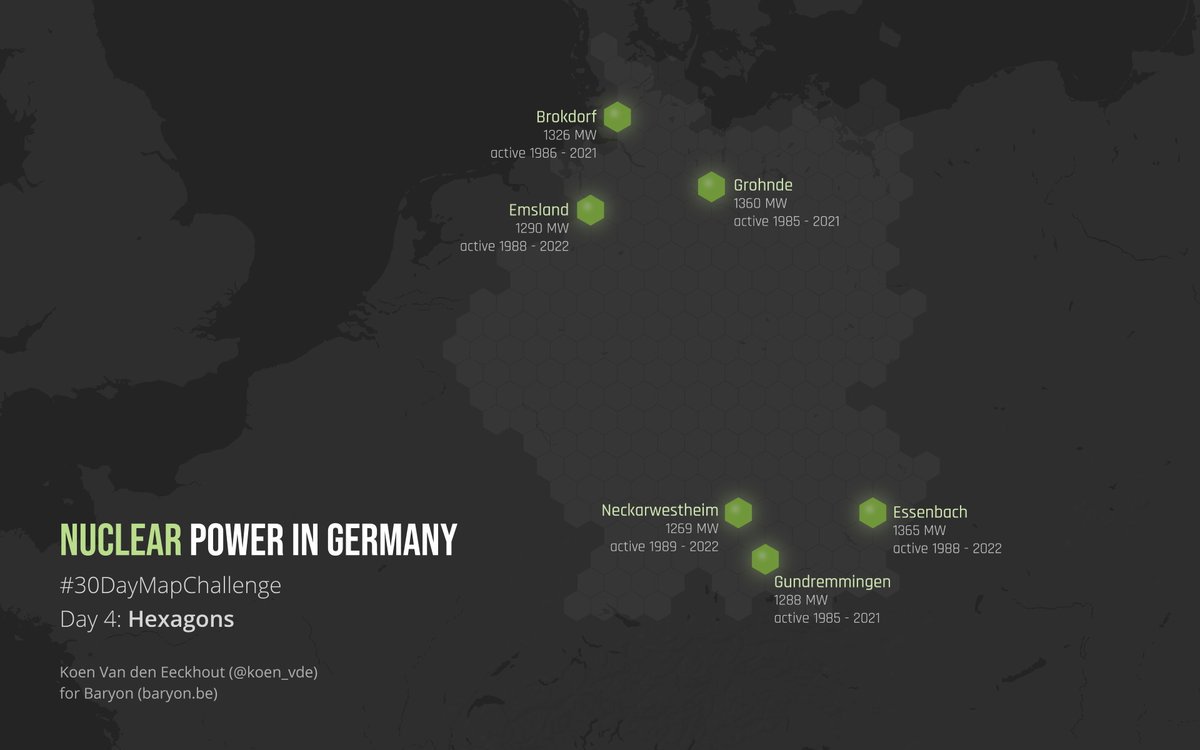 Brokdorf
1326 MW
active 1986 - 2021
Grohnde
1360 MW
active 1985 - 2021
Emsland
1290 MW
active 1988 - 2022
Neckarwestheim
1269 MW
active 1989 - 2022
Essenbach
1365 MW
active 1988 - 2022
Gundremmingen
1288 MW
active 1985 - 2021
NUCLEAR POWER IN GERMANY
#30DayMapChallenge
Day 4: Hexagons
Koen Van den Eeckhout (@koen_vde)
for Baryon (baryon.be)